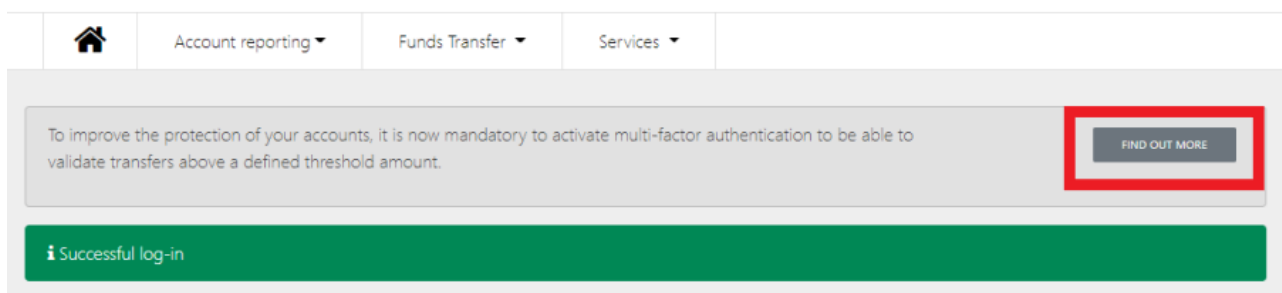 Account reporting Funds Transfer Services
To improve the protection of your accounts, it is now mandatory to activate multi-factor authentication to be able to
validate transfers above a defined threshold amount.
FIND OUT MORE
Successful log-in